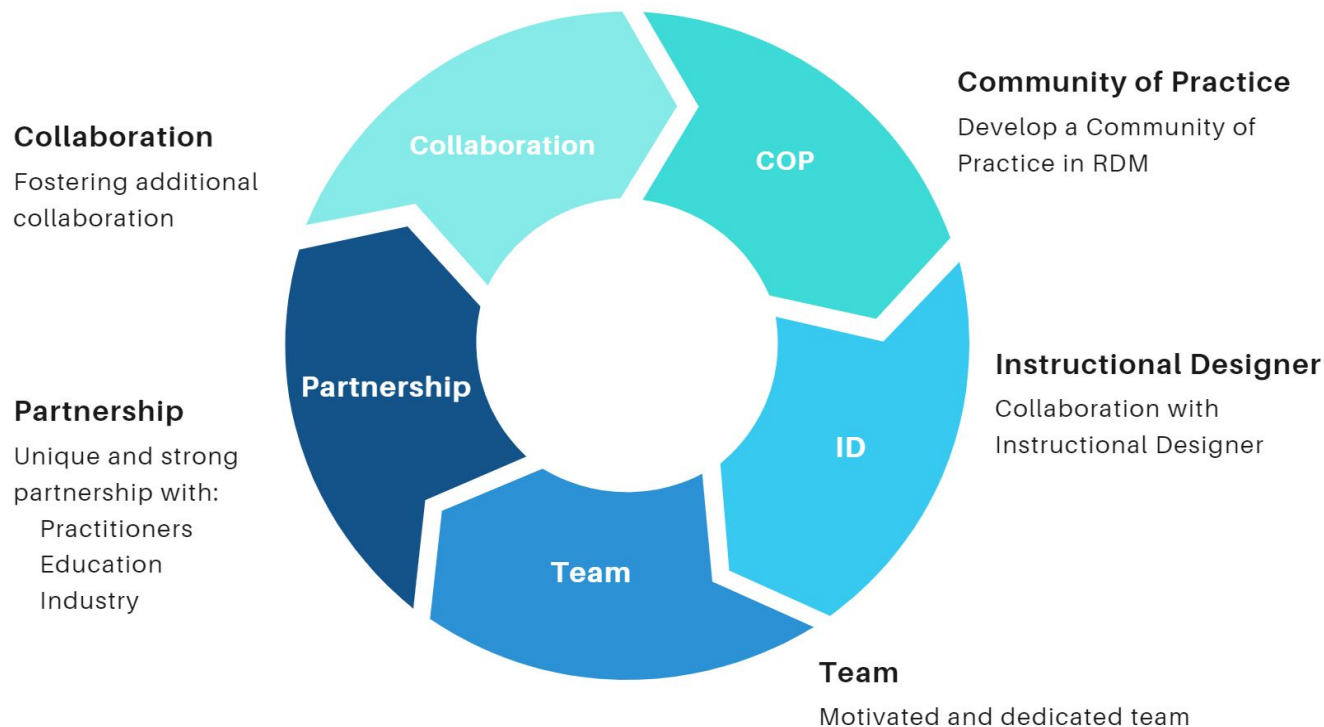 Collaboration
Fostering additional
collaboration
Partnership
Unique and strong
partnership with:
Practitioners
Education
Industry
Collaboration
COP
ID
Team
Partnership
Community of Practice
Develop a Community of
Practice in RDM
Instructional Designer
Collaboration with
Instructional Designer
Team
Motivated and dedicated team